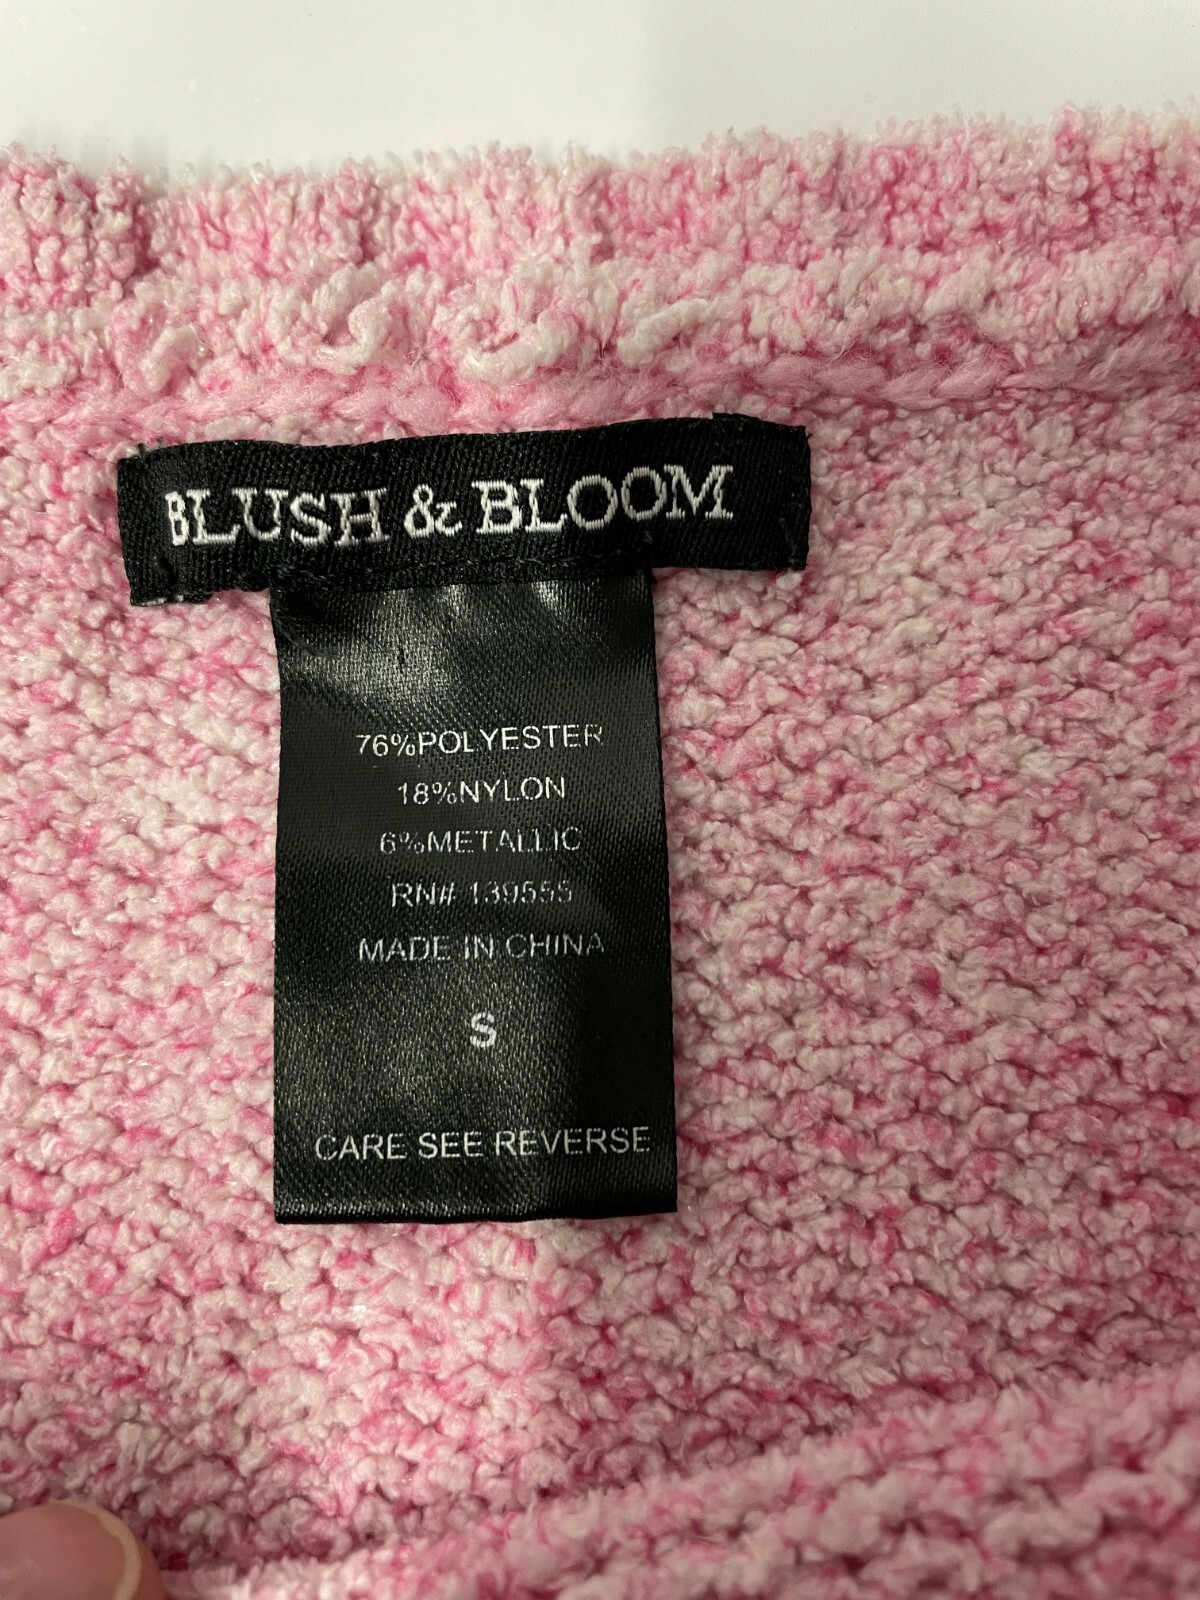 BLUSH & BLOOM
76%POLYESTER
18%NYLON
6%METALLIC
RN# 139555
MADE IN CHINA
S
CARE SEE REVERSE